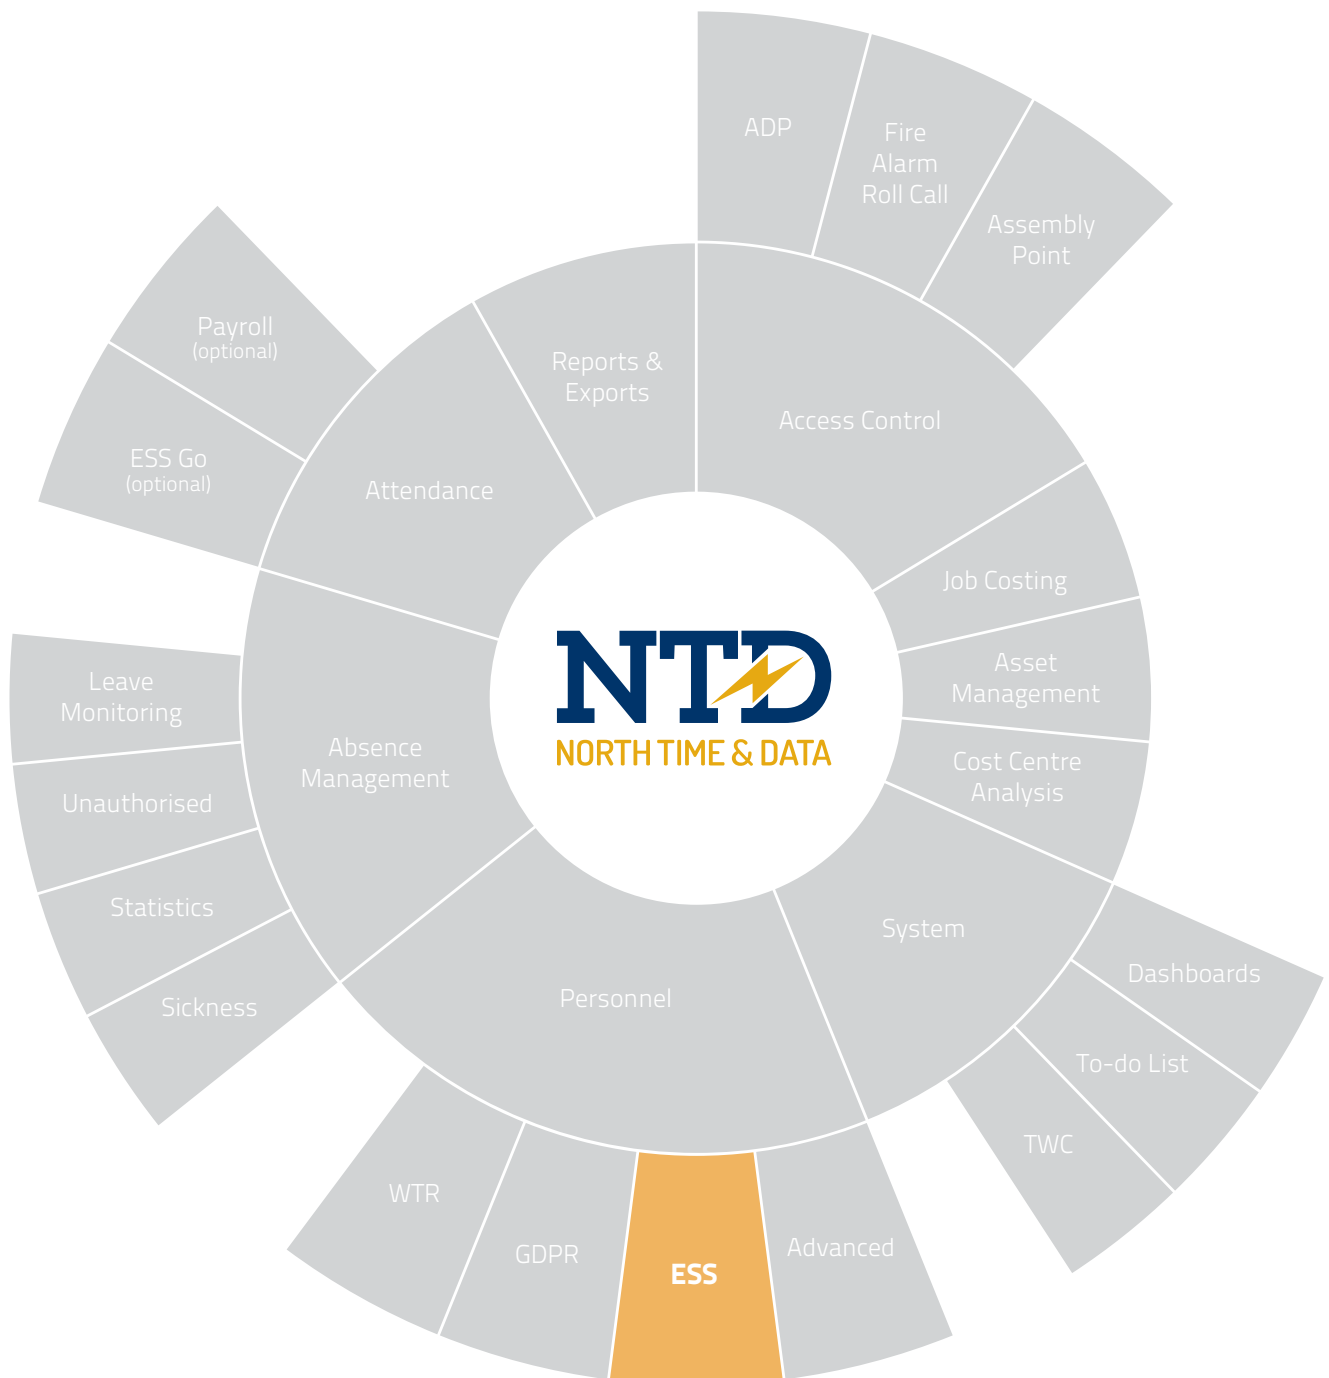 ADP
Fire
Alarm
Roll Call
Assembly
Point
Payroll
(optional)
ESS Go
(optional)
Reports &
Exports
Access Control
Attendance
Job Costing
Asset
Management
Cost Centre
Analysis
NTD
NORTH TIME & DATA
Leave
Monitoring
Absence
Management
Unauthorised
Statistics
Sickness
System
Personnel
Dashboards
To-do List
TWC
WTR
GDPR
ESS
Advanced